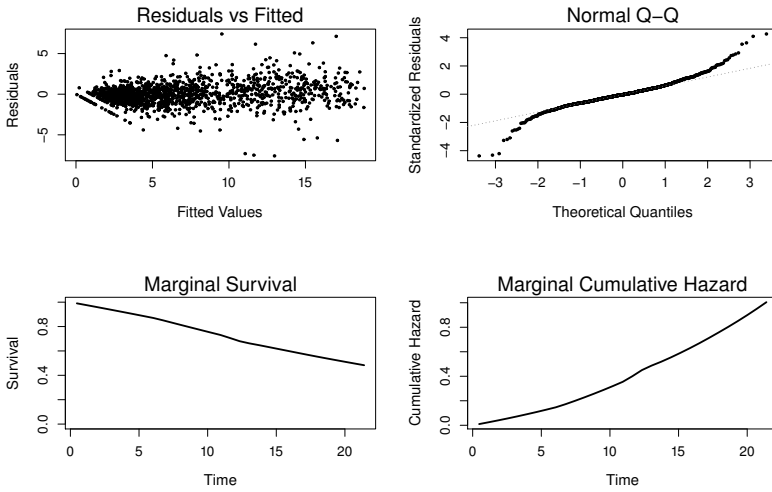 Residuals vs Fitted
Residuals
5
0
−5
0 5 10 15
Fitted Values
Normal Q−Q
Standardized Residuals
4
2
0
−2
−4
−3 −2 −1 0 1 2 3
Theoretical Quantiles
Marginal Survival
Survival
0.8
0.4
0.0
0 5 10 15 20
Time
Marginal Cumulative Hazard
Cumulative Hazard
0.8
0.4
0.0
0 5 10 15 20
Time